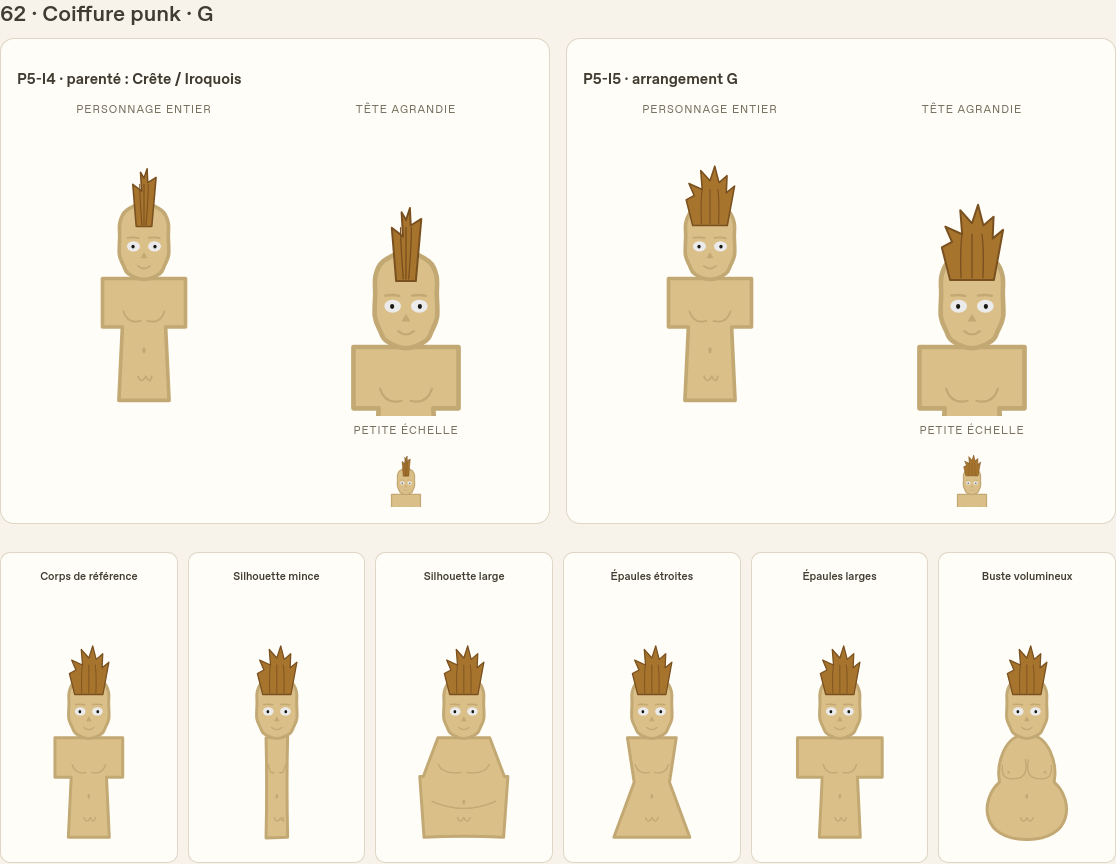 62 · Coiffure punk · G
P5-I4 · parenté : Crête / Iroquois
PERSONNAGE ENTIER
TÊTE AGRANDIE
PETITE ÉCHELLE
P5-I5 · arrangement G
PERSONNAGE ENTIER
TÊTE AGRANDIE
PETITE ÉCHELLE
Corps de référence
Silhouette mince
Silhouette large
Épaules étroites
Épaules larges
Buste volumineux